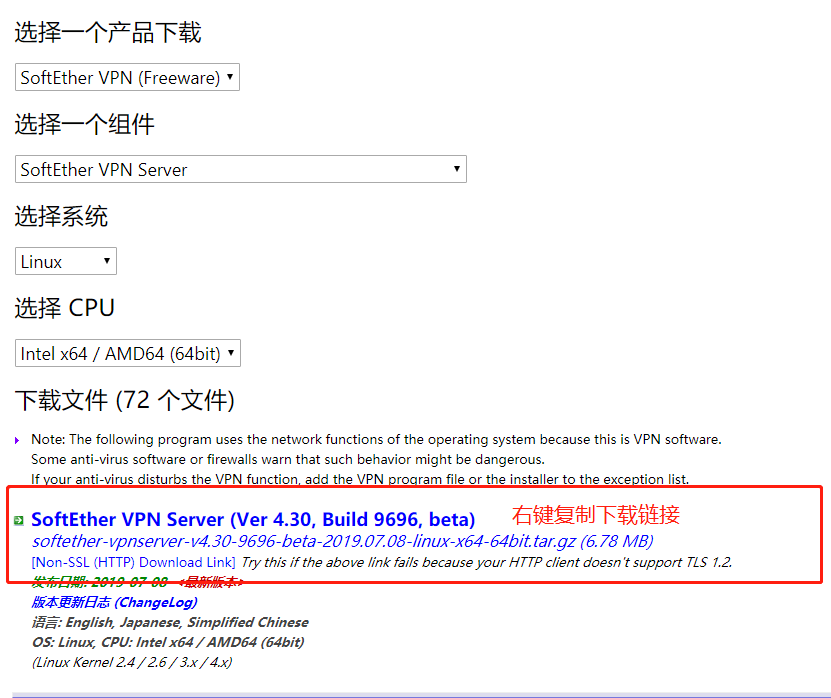 选择一个产品下载
SoftEther VPN (Freeware)
选择一个组件
SoftEther VPN Server
选择系统
Linux
选择 CPU
Intel x64 / AMD64 (64bit)
下载文件 (72 个文件)
Note: The following program uses the network functions of the operating system because this is VPN software.
Some anti-virus software or firewalls warn that such behavior might be dangerous.
If your anti-virus disturbs the VPN function, add the VPN program file or the installer to the exception list.
SoftEther VPN Server (Ver 4.30, Build 9696, beta) 右键复制下载链接
softether-vpnserver-v4.30-9696-beta-2019.07.08-linux-x64-64bit.tar.gz (6.78 MB)
[Non-SSL (HTTP) Download Link] Try this if the above link fails because your HTTP client doesn't support TLS 1.2.
发布日期: 2019-07-08 <最新版本>
版本更新日志 (ChangeLog)
语言: English, Japanese, Simplified Chinese
OS: Linux, CPU: Intel x64 / AMD64 (64bit)
(Linux Kernel 2.4 / 2.6 / 3.x / 4.x)